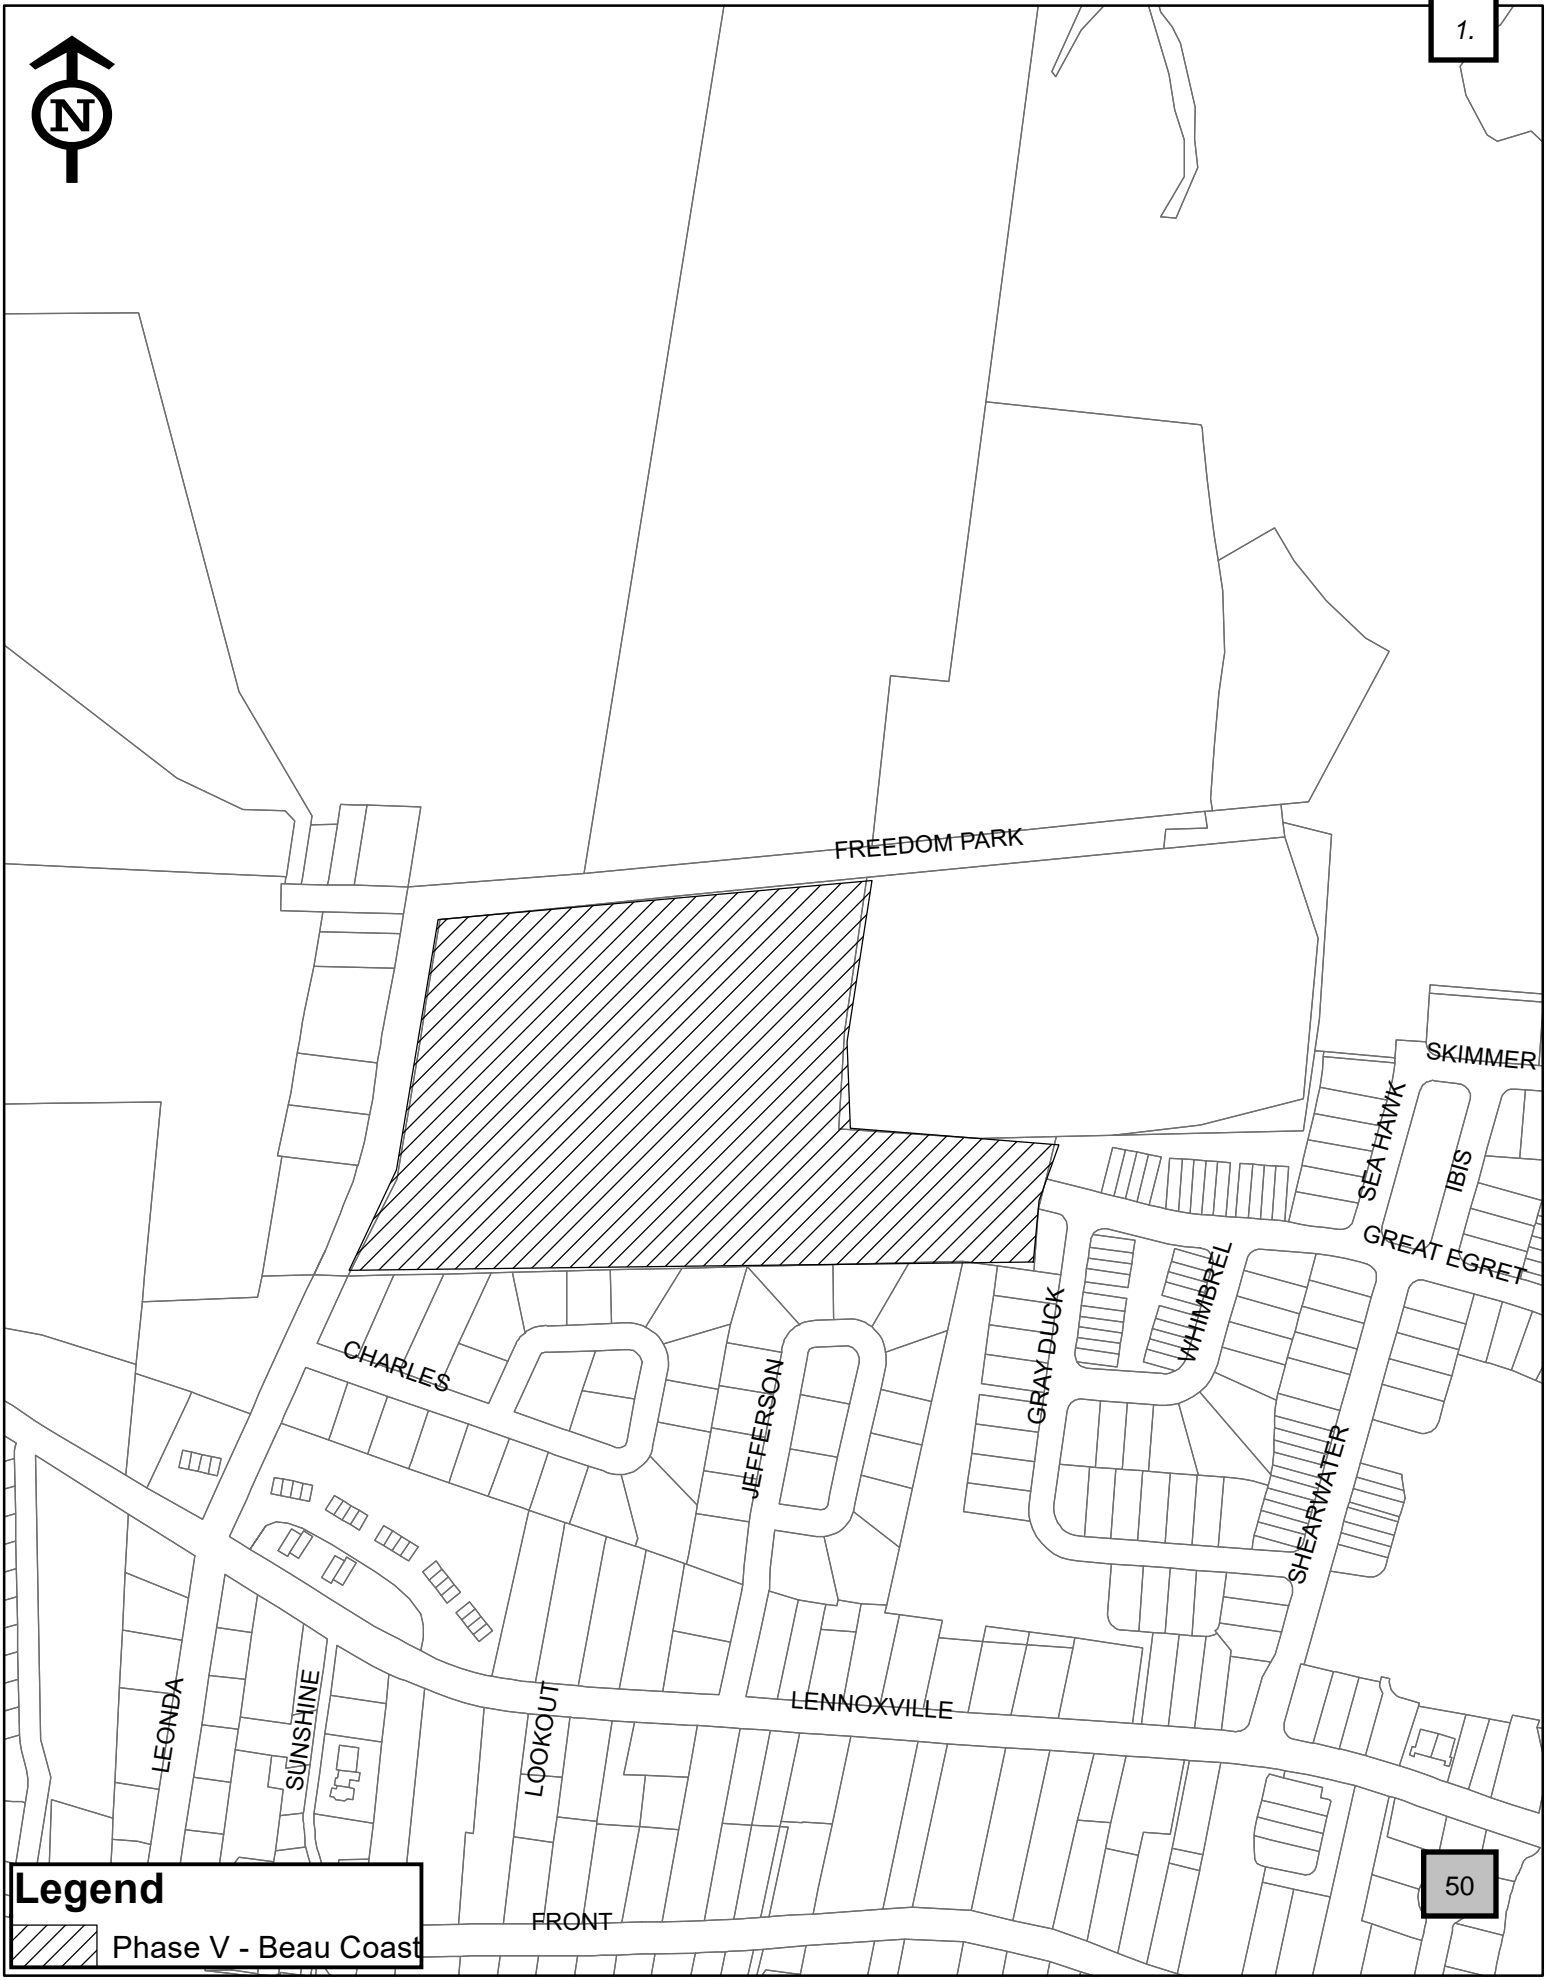 1.
N
FREEDOM PARK
SKIMMER
SEA HAWK
IBIS
GREAT EGRET
WHIMBREL
GRAY DUCK
CHARLES
JEFFERSON
SHEARWATER
LEONDA
SUNSHINE
LOOKOUT
LENNOXVILLE
FRONT
50
Legend
Phase V - Beau Coast